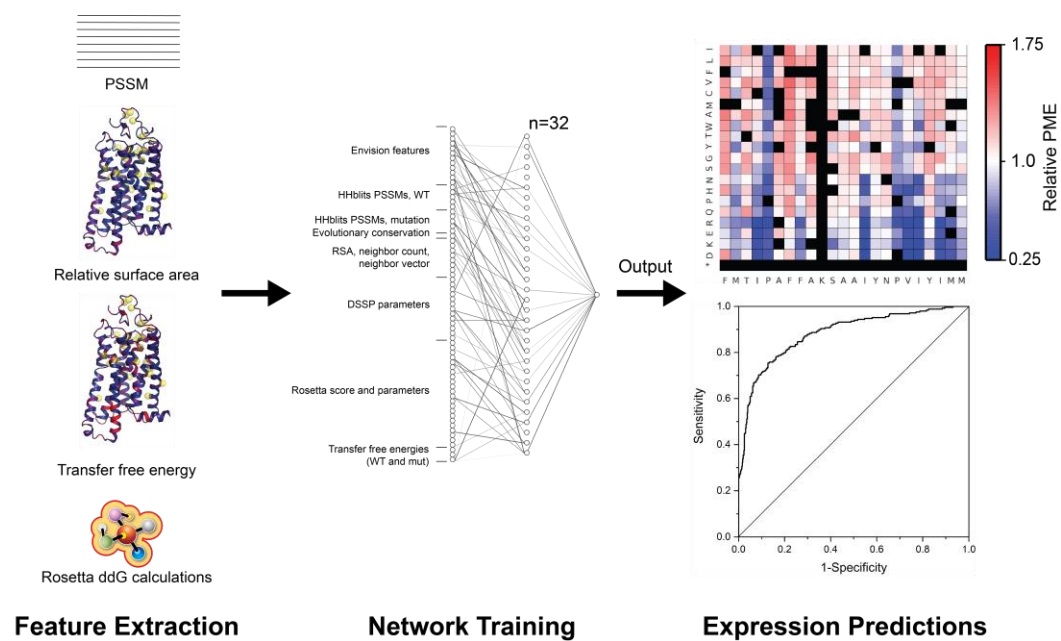 PSSM
Relative surface area
Transfer free energy
Rosetta ddG calculations
Feature Extraction
n=32
Envision features
HHblits PSSMs, WT
HHblits PSSMs, mutation
Evolutionary conservation
RSA, neighbor count,
neighbor vector
DSSP parameters
Rosetta score and parameters
Transfer free energies
(WT and mut)
Network Training
Output
* D K E R Q P H N S G Y T W A M C V F L I
F M T I P A F F A K S A A I Y N P V I Y I M M
1.75
1.0
0.25
Relative PME
1.0
0.8
0.6
0.4
0.2
0.0
Sensitivity
0.0 0.2 0.4 0.6 0.8 1.0
1-Specificity
Expression Predictions